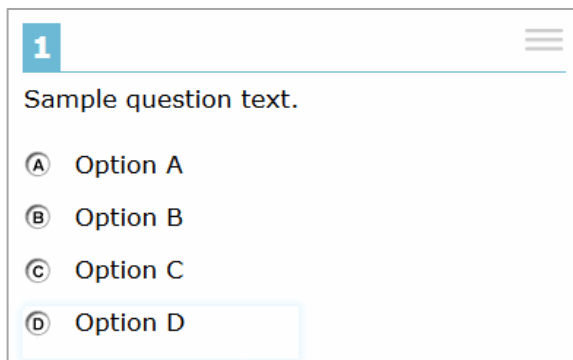 1
Sample question text.
A Option A
B Option B
C Option C
D Option D